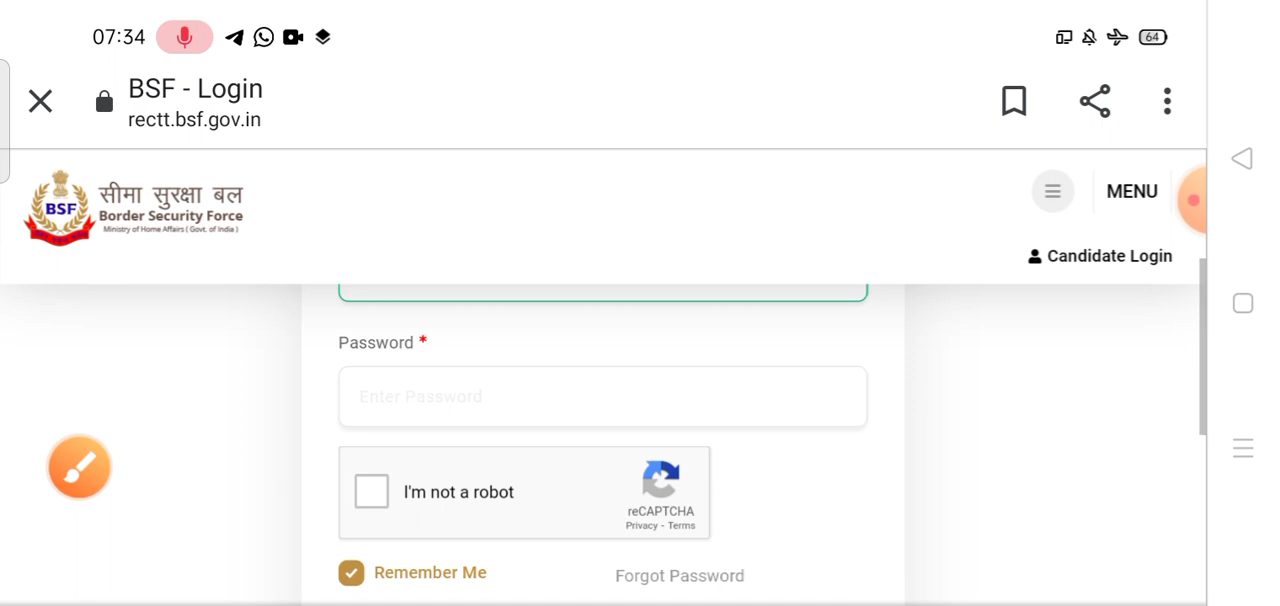 07:34
64
BSF - Login
rectt.bsf.gov.in
BSF
सीमा सुरक्षा बल
Border Security Force
Ministry of Home Affairs ( Govt. of India )
MENU
Candidate Login
Password *
Enter Password
I'm not a robot
reCAPTCHA
Privacy - Terms
Remember Me
Forgot Password